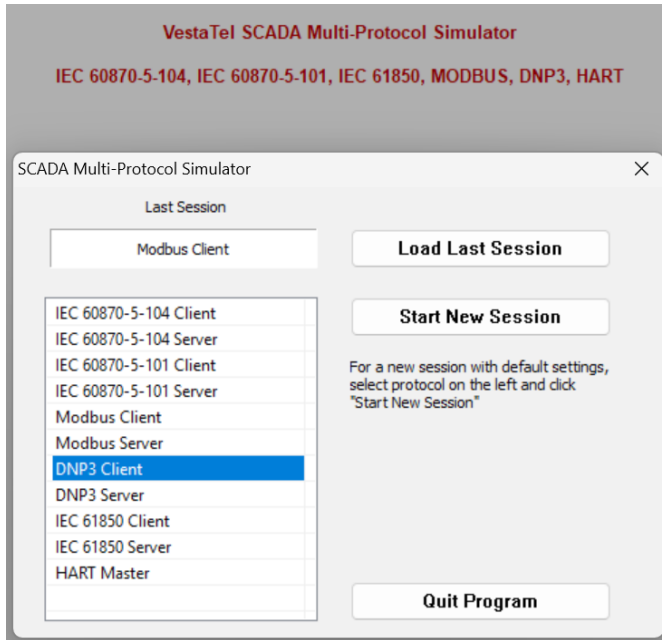 VestaTel SCADA Multi-Protocol Simulator
IEC 60870-5-104, IEC 60870-5-101, IEC 61850, MODBUS, DNP3, HART
SCADA Multi-Protocol Simulator
Last Session
Modbus Client
Load Last Session
IEC 60870-5-104 Client
IEC 60870-5-104 Server
IEC 60870-5-101 Client
IEC 60870-5-101 Server
Modbus Client
Modbus Server
DNP3 Client
DNP3 Server
IEC 61850 Client
IEC 61850 Server
HART Master
Start New Session
For a new session with default settings,
select protocol on the left and click
"Start New Session"
Quit Program